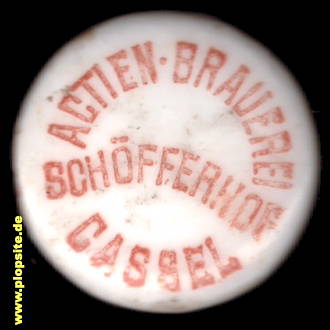 ACTIEN·BRAUEREI
SCHÖFFERHOF
CASSEL
www.plopsite.de